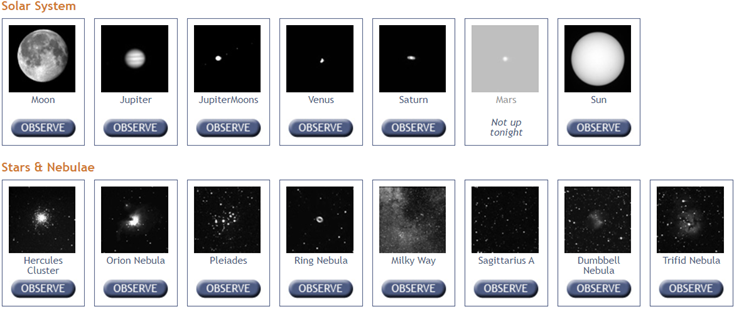 Solar System
Moon
Jupiter
JupiterMoons
Venus
Saturn
Mars
Sun
OBSERVE
OBSERVE
OBSERVE
OBSERVE
OBSERVE
Not up
tonight
OBSERVE
Stars & Nebulae
Hercules
Cluster
Orion Nebula
Pleiades
Ring Nebula
Milky Way
Sagittarius A
Dumbbell
Nebula
Trifid Nebula
OBSERVE
OBSERVE
OBSERVE
OBSERVE
OBSERVE
OBSERVE
OBSERVE
OBSERVE